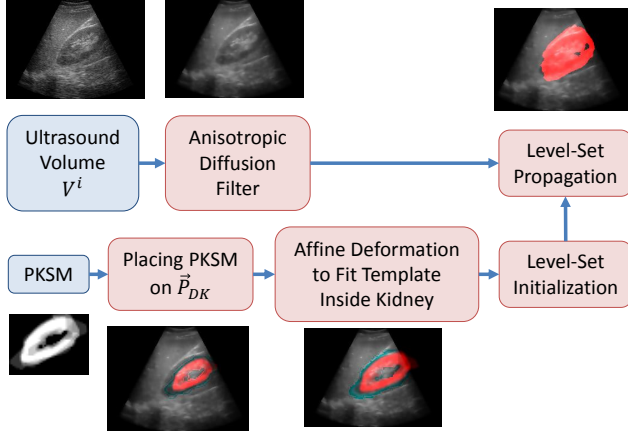 Ultrasound
Volume
V^i
Anisotropic
Diffusion
Filter
Level-Set
Propagation
PKSM
Placing PKSM
on P⃗_DK
Affine Deformation
to Fit Template
Inside Kidney
Level-Set
Initialization